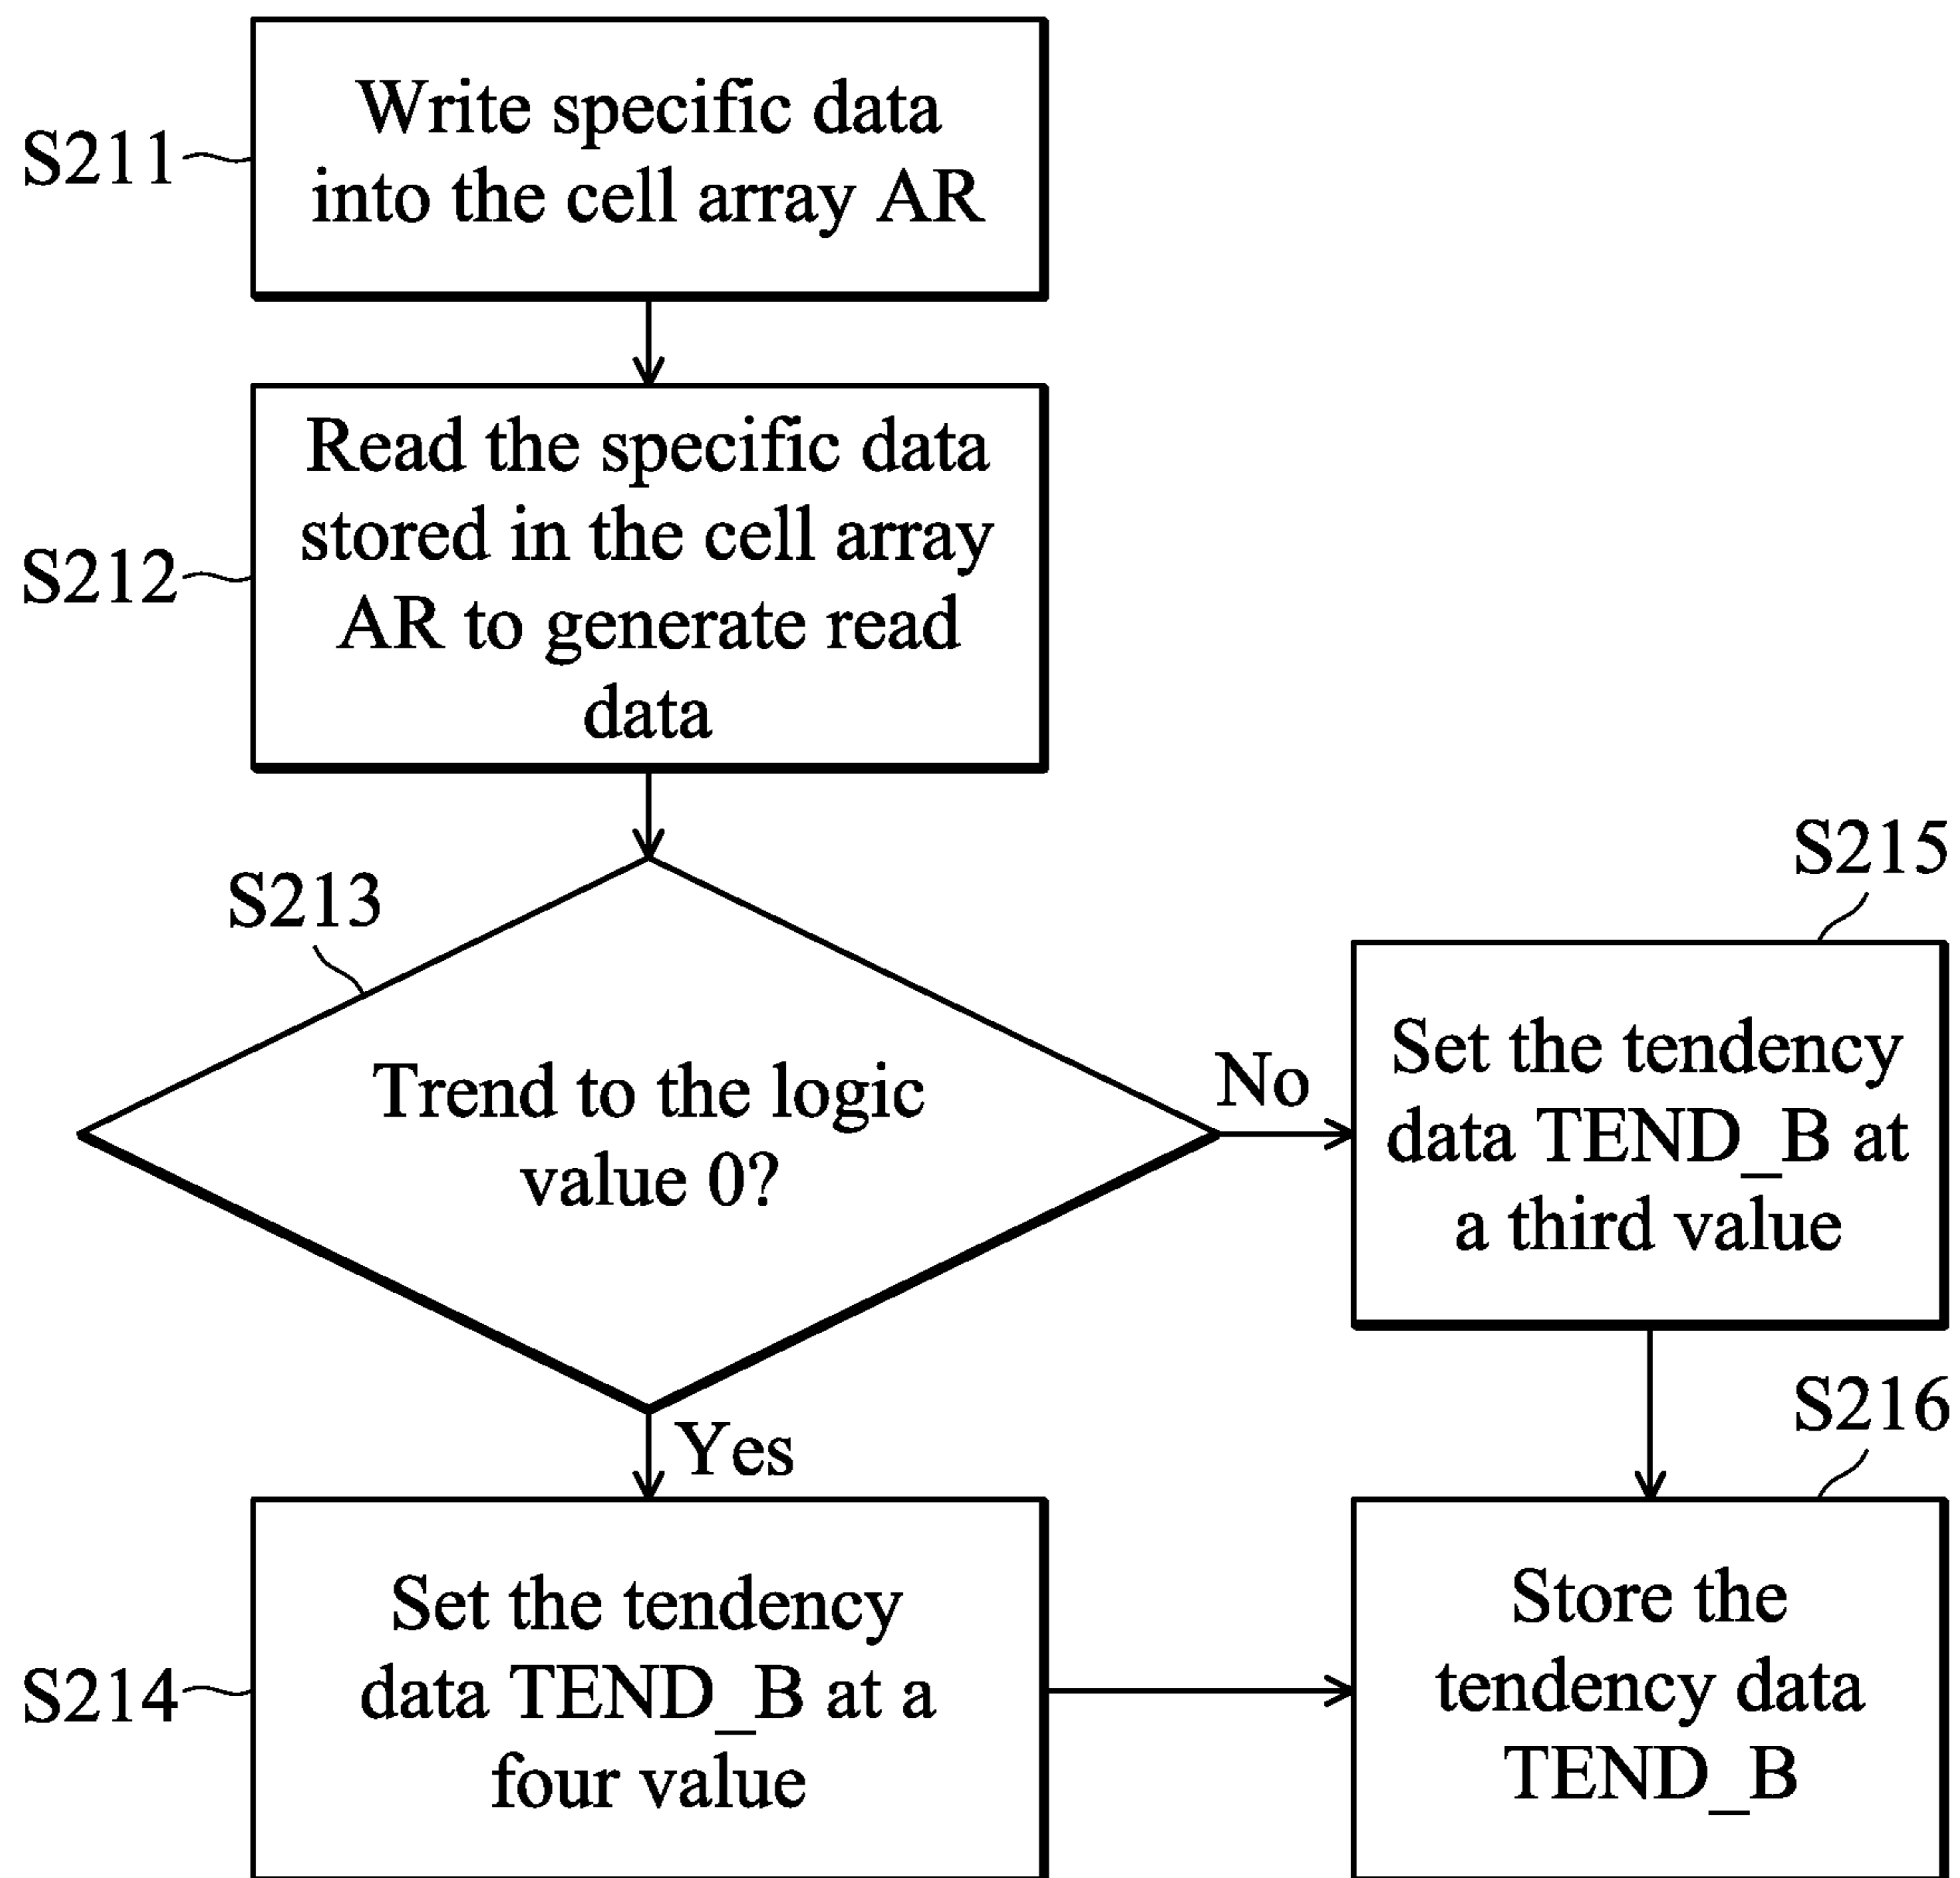 S211
Write specific data
into the cell array AR
S212
Read the specific data
stored in the cell array
AR to generate read
data
S213
Trend to the logic
value 0?
No
Yes
S215
Set the tendency
data TEND_B at
a third value
S214
Set the tendency
data TEND_B at a
four value
S216
Store the
tendency data
TEND_B